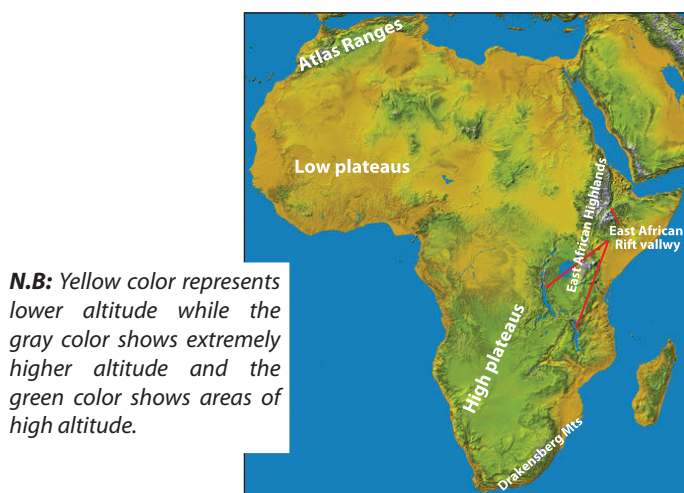 Atlas Ranges
Low plateaus
East African Highlands
East African
Rift vallwy
High plateaus
Drakensberg Mts
N.B: Yellow color represents
lower altitude while the
gray color shows extremely
higher altitude and the
green color shows areas of
high altitude.